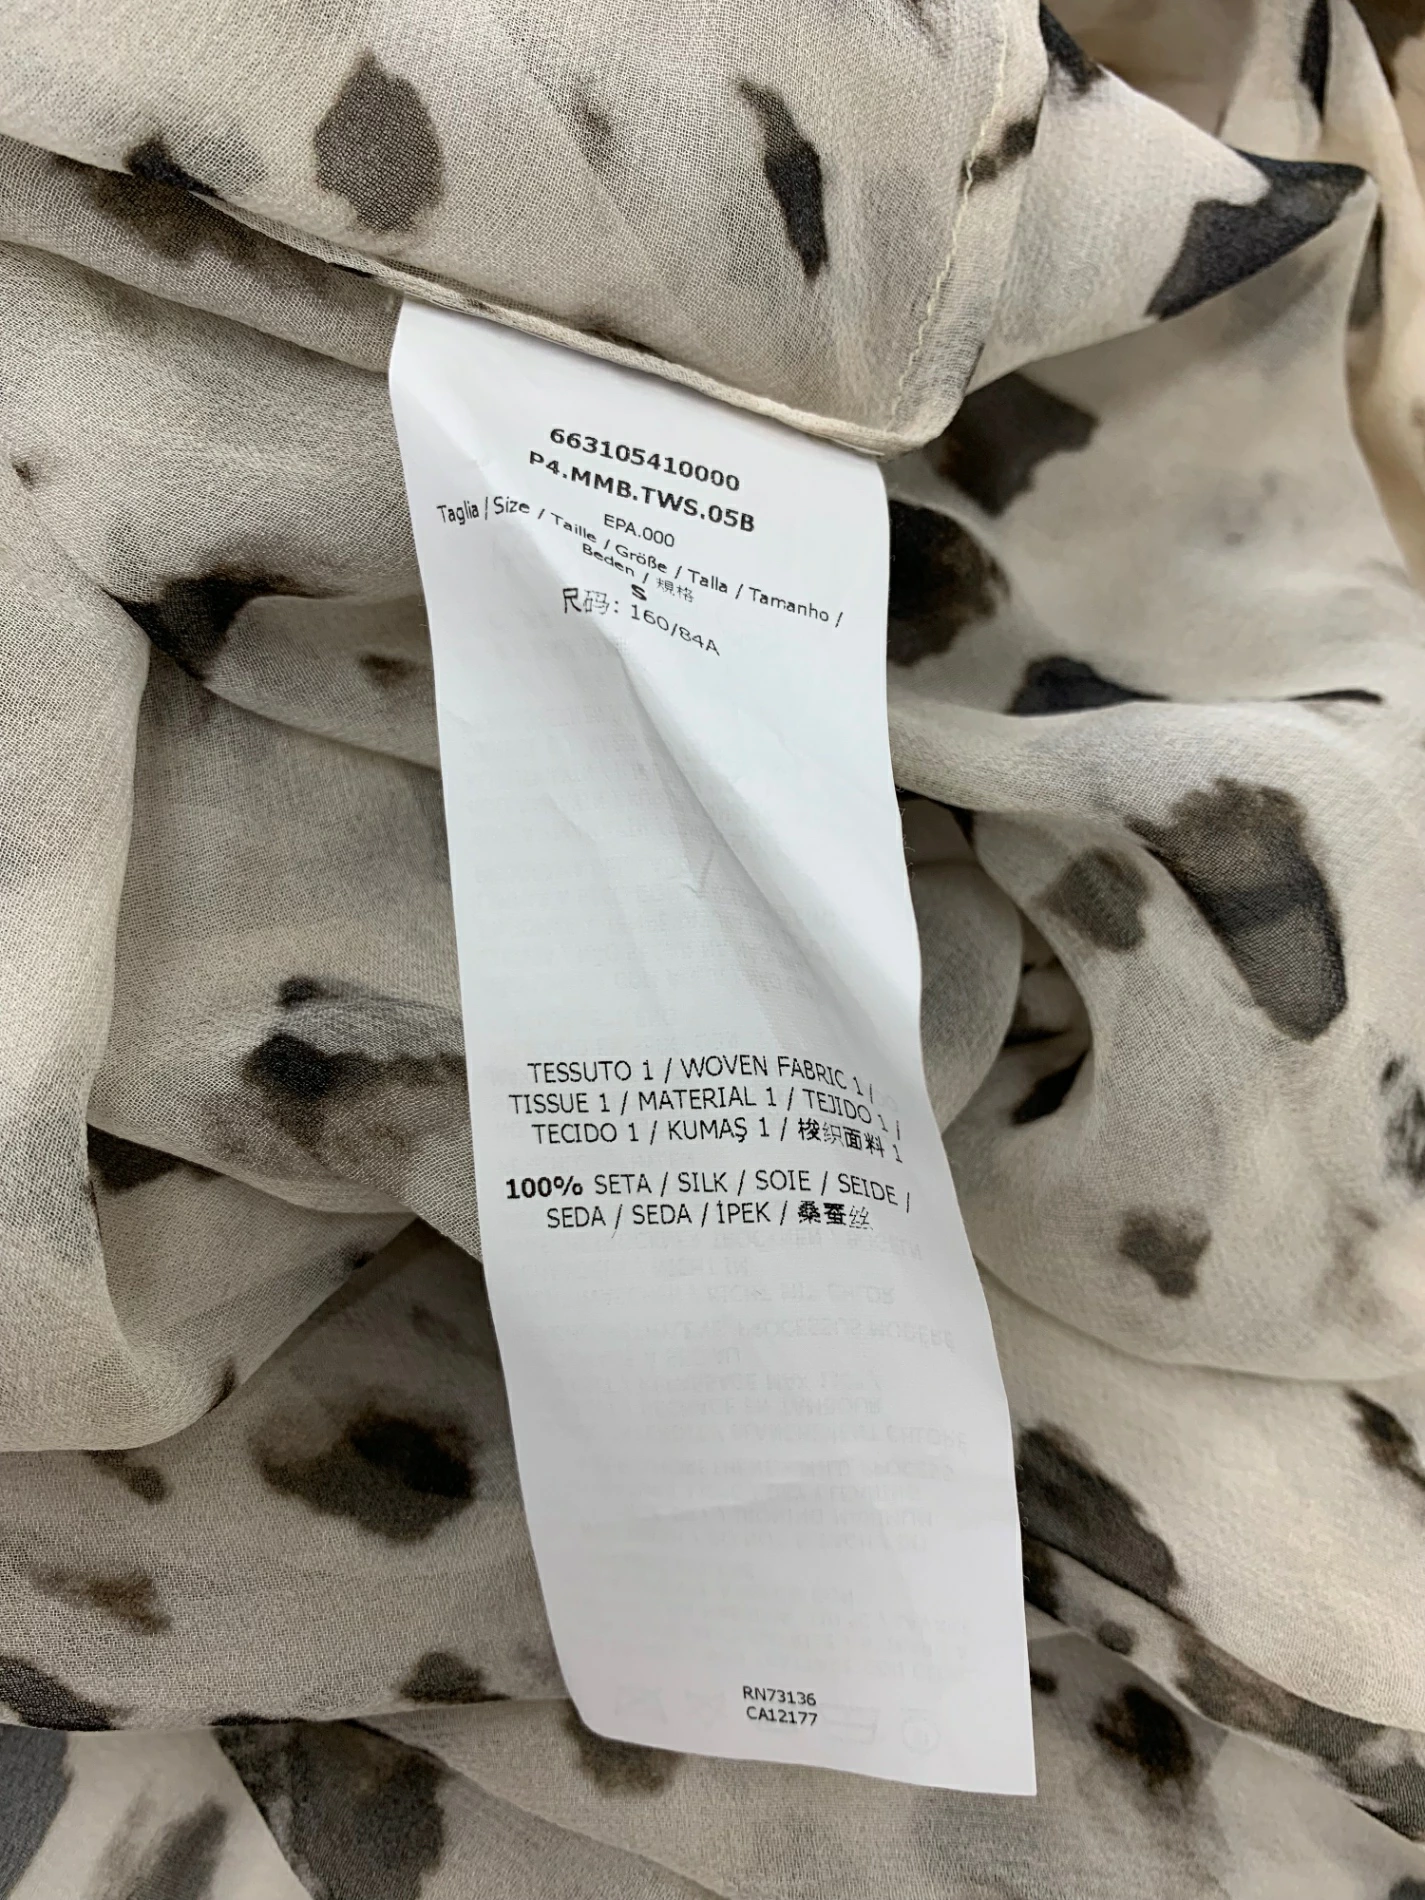 663105410000
P4.MMB.TWS.05B
EPA.000
Taglia / Size / Taille / Größe / Talla / Tamanho /
Beden / 規格
S
尺码: 160/84A
TESSUTO 1 / WOVEN FABRIC 1 /
TISSUE 1 / MATERIAL 1 / TEJIDO 1 /
TECIDO 1 / KUMAŞ 1 / 梭织面料 1
100% SETA / SILK / SOIE / SEIDE /
SEDA / SEDA / İPEK / 桑蚕丝
RN73136
CA12177